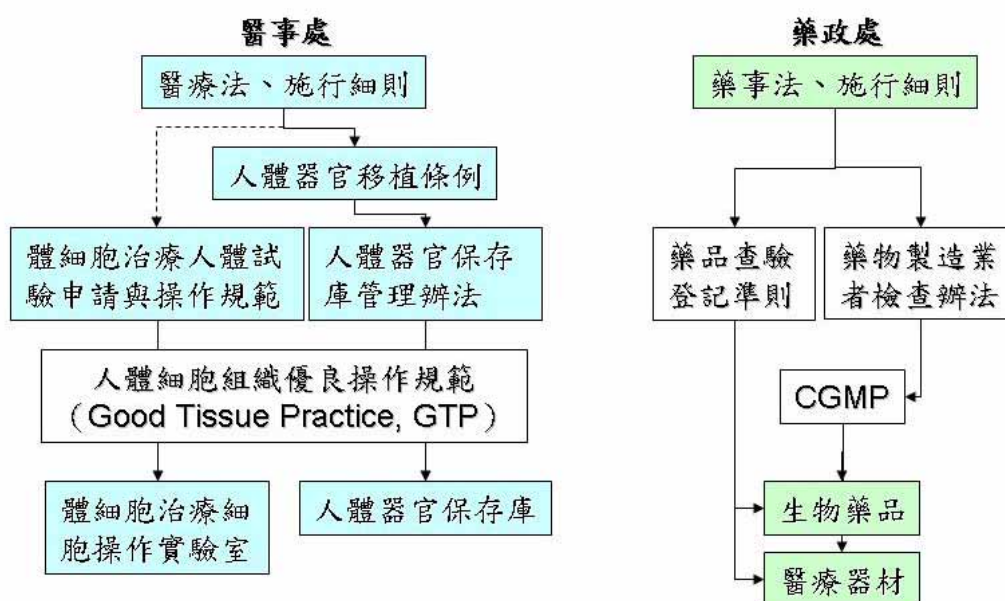 醫事處
醫療法、施行細則
人體器官移植條例
體細胞治療人體試
驗申請與操作規範
人體器官保存
庫管理辦法
人體細胞組織優良操作規範
（Good Tissue Practice, GTP）
體細胞治療細
胞操作實驗室
人體器官保存庫
藥政處
藥事法、施行細則
藥品查驗
登記準則
藥物製造業
者檢查辦法
CGMP
生物藥品
醫療器材